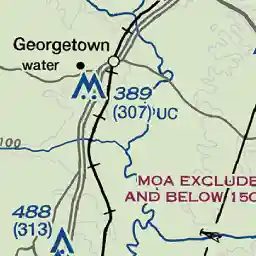 Georgetown
water
389
(307) UC
100
MOA EXCLUDE
AND BELOW 150
488
(313)